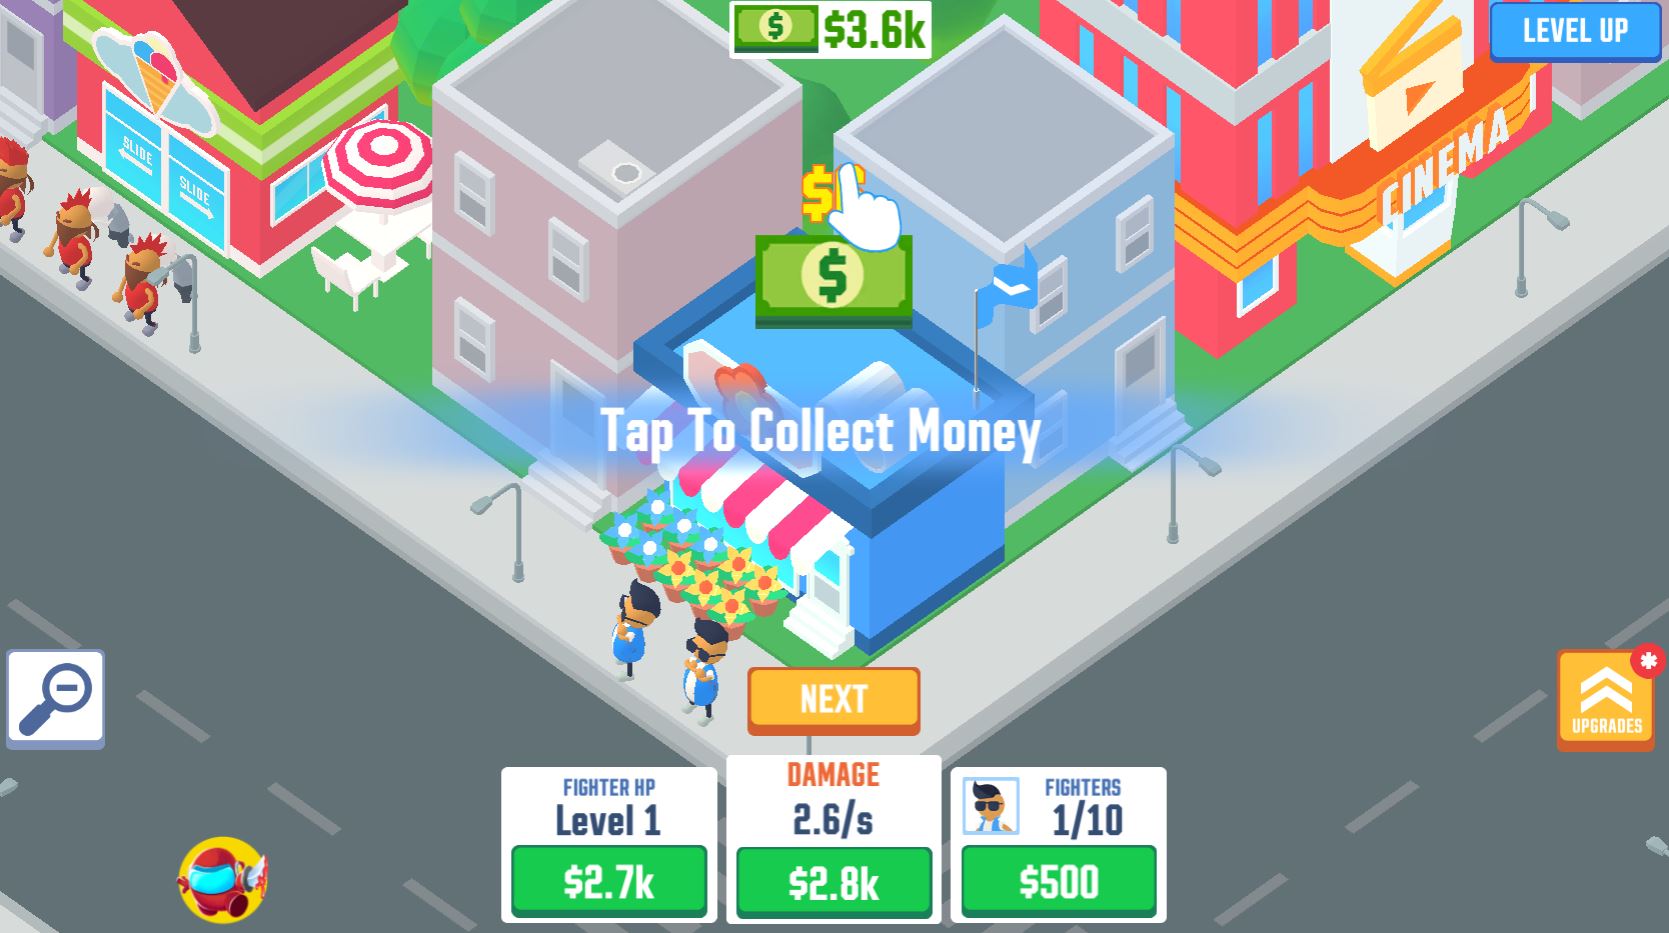 $3.6k
LEVEL UP
SLIDE
SLIDE
CINEMA
$
Tap To Collect Money
NEXT
UPGRADES
FIGHTER HP
Level 1
$2.7k
DAMAGE
2.6/s
$2.8k
FIGHTERS
1/10
$500